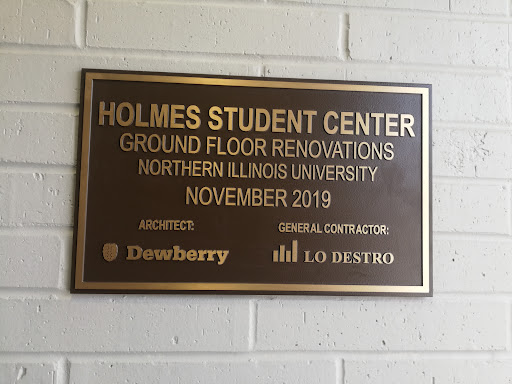 HOLMES STUDENT CENTER
GROUND FLOOR RENOVATIONS
NORTHERN ILLINOIS UNIVERSITY
NOVEMBER 2019
ARCHITECT:
Dewberry
GENERAL CONTRACTOR:
LO DESTRO